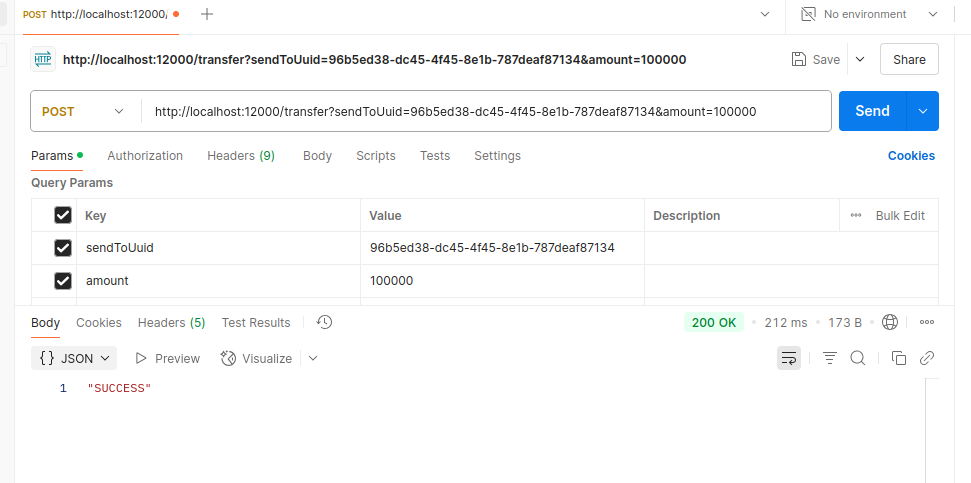 POST http://localhost:12000/ No environment
HTTP http://localhost:12000/transfer?sendToUuid=96b5ed38-dc45-4f45-8e1b-787deaf87134&amount=100000 Save Share
POST http://localhost:12000/transfer?sendToUuid=96b5ed38-dc45-4f45-8e1b-787deaf87134&amount=100000 Send
Params Authorization Headers (9) Body Scripts Tests Settings Cookies
Query Params
Key Value Description Bulk Edit
sendToUuid 96b5ed38-dc45-4f45-8e1b-787deaf87134
amount 100000
Body Cookies Headers (5) Test Results 200 OK 212 ms 173 B
{} JSON Preview Visualize
1 "SUCCESS"